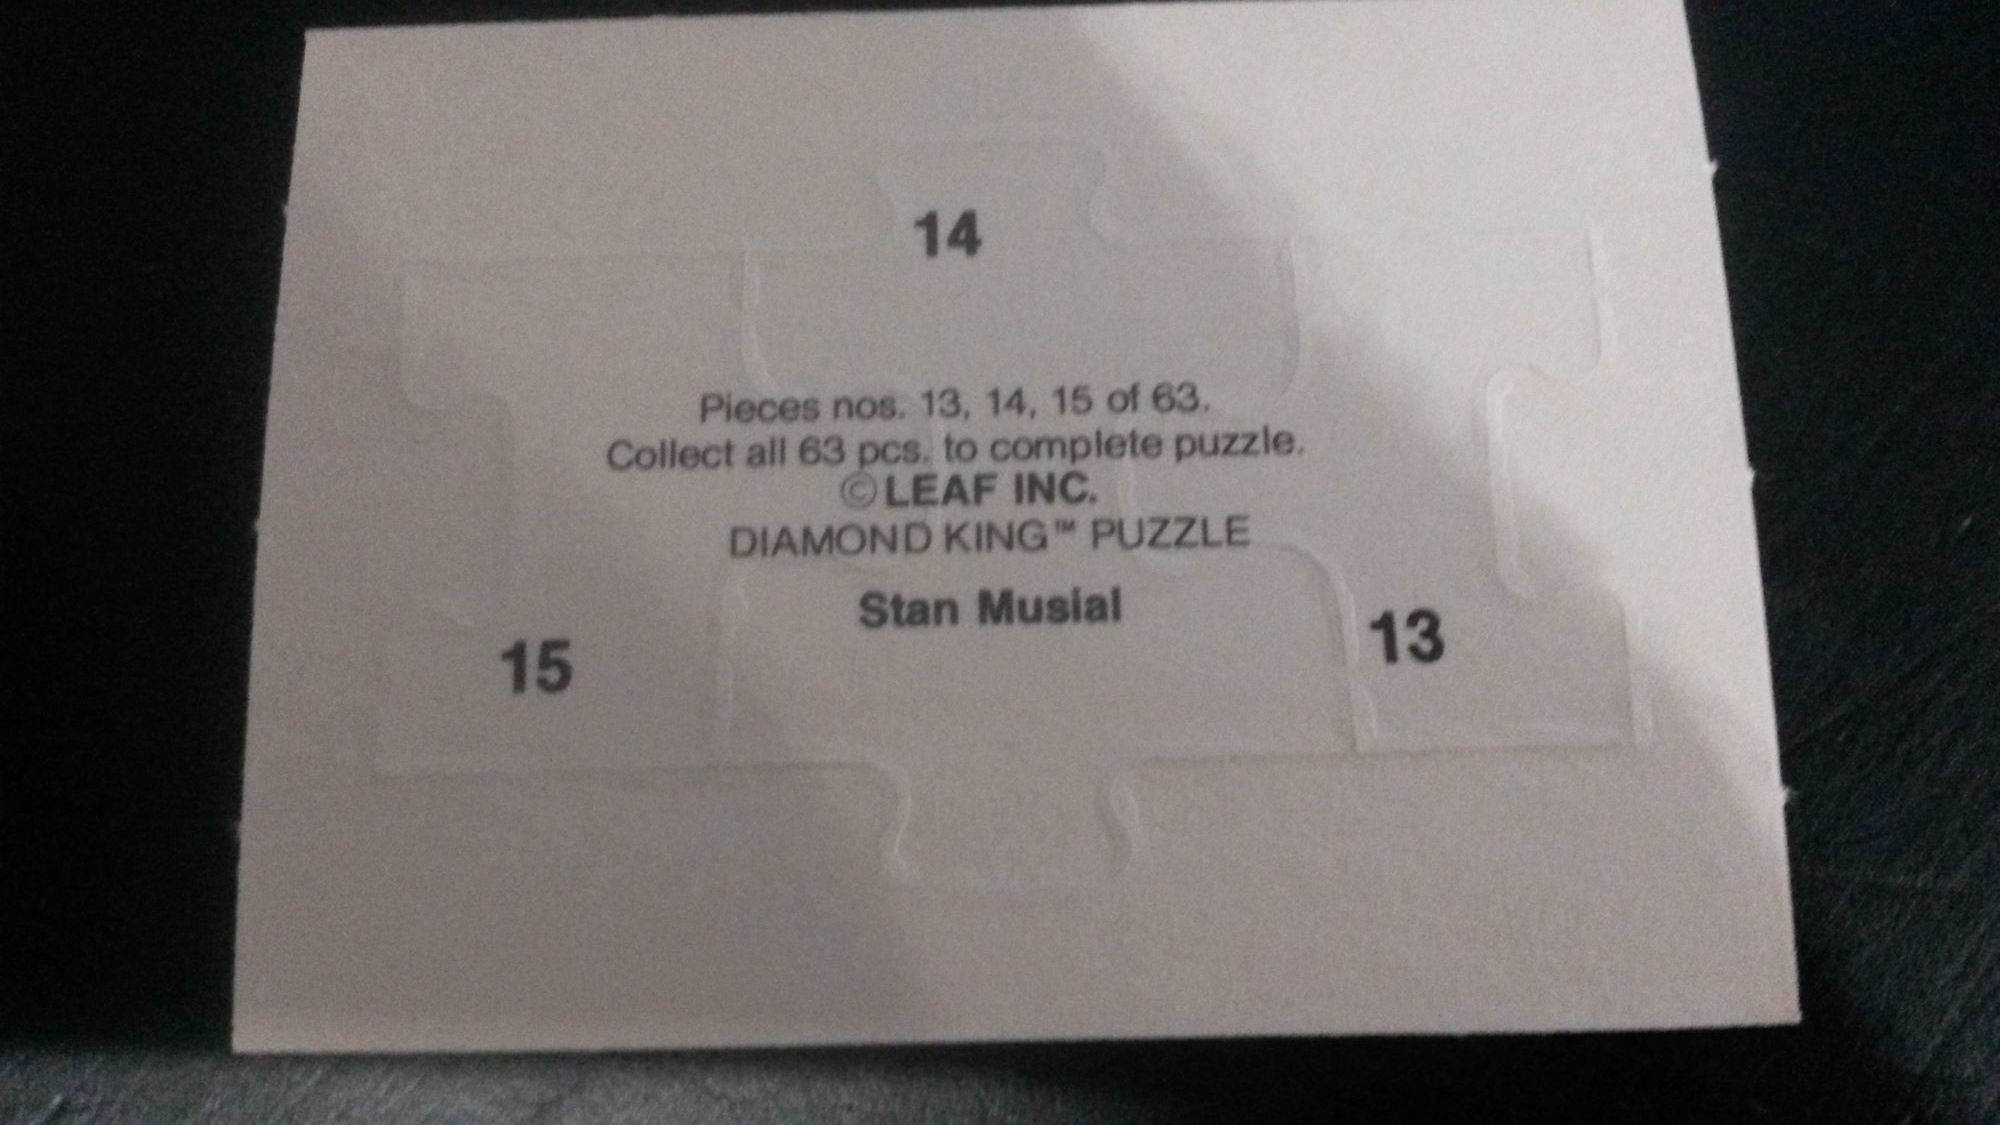 14
Pieces nos. 13, 14, 15 of 63.
Collect all 63 pcs. to complete puzzle.
©LEAF INC.
DIAMOND KING™ PUZZLE
Stan Musial
15
13